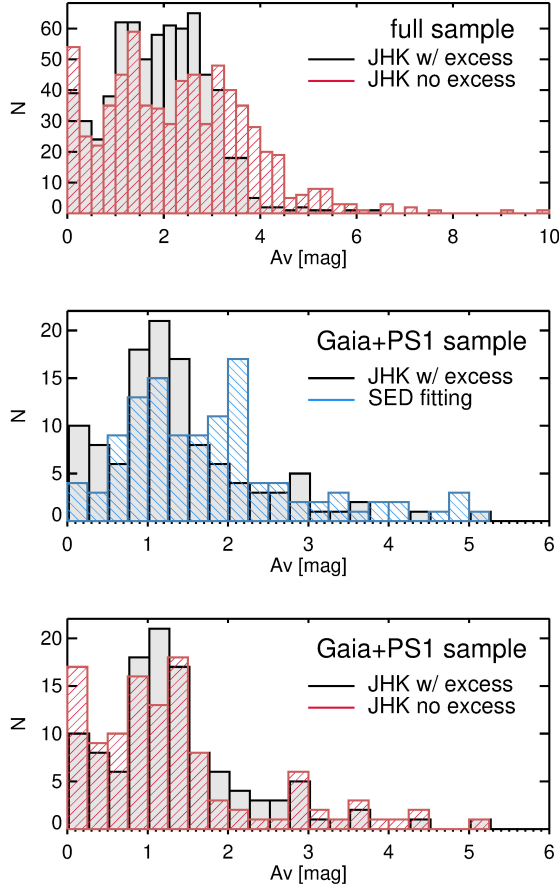 full sample
JHK w/ excess
JHK no excess
60
50
40
30
20
10
0
N
0 2 4 6 8 10
Av [mag]
Gaia+PS1 sample
JHK w/ excess
SED fitting
20
15
10
5
0
N
0 1 2 3 4 5 6
Av [mag]
Gaia+PS1 sample
JHK w/ excess
JHK no excess
20
15
10
5
0
N
0 1 2 3 4 5 6
Av [mag]